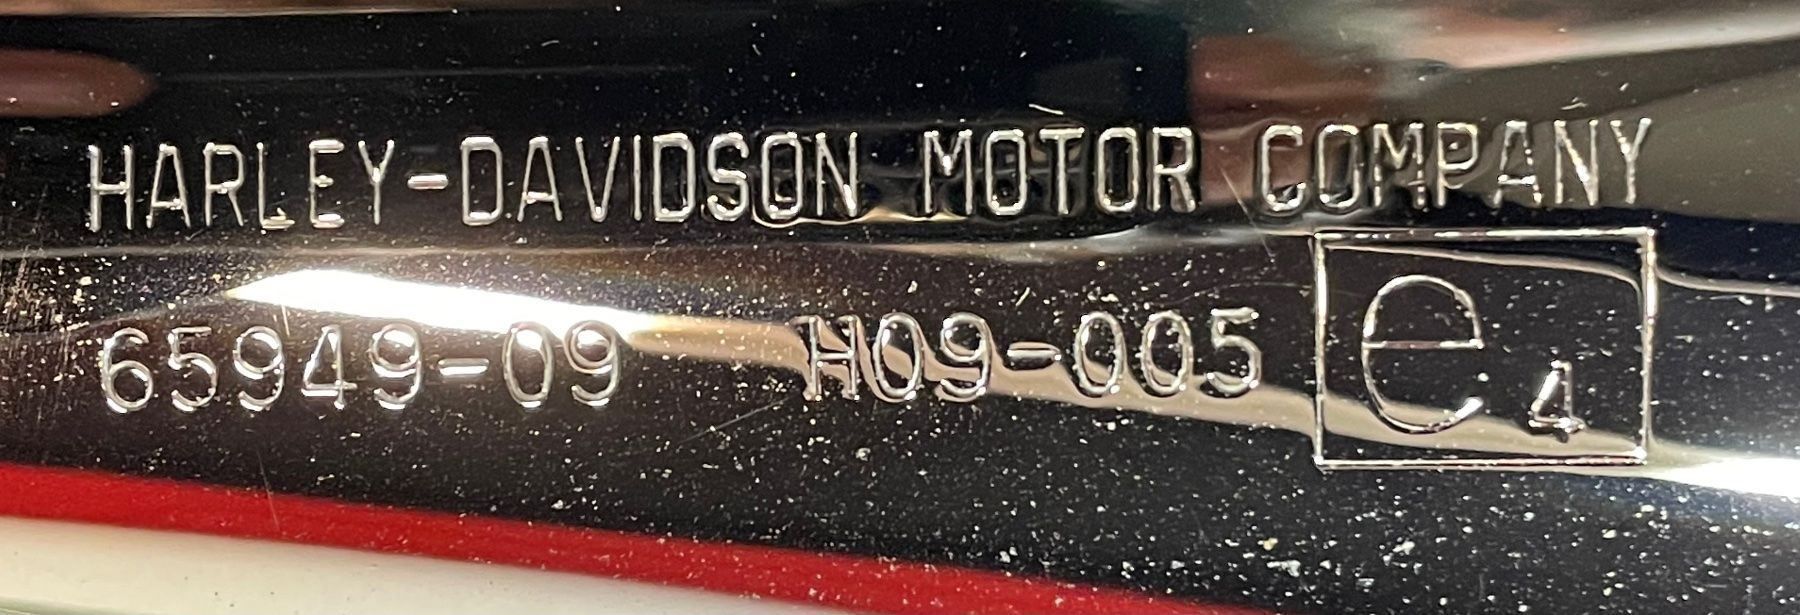 HARLEY-DAVIDSON MOTOR COMPANY
65949-09 H09-005 e4